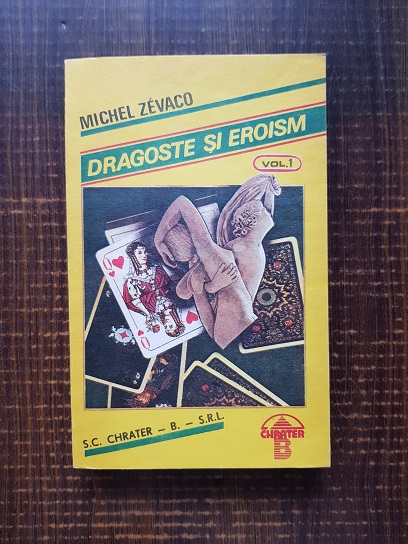 MICHEL ZÉVACO
DRAGOSTE ȘI EROISM
VOL.1
Q
Q
S.C. CHRATER – B. – S.R.L.
CHRATER
B